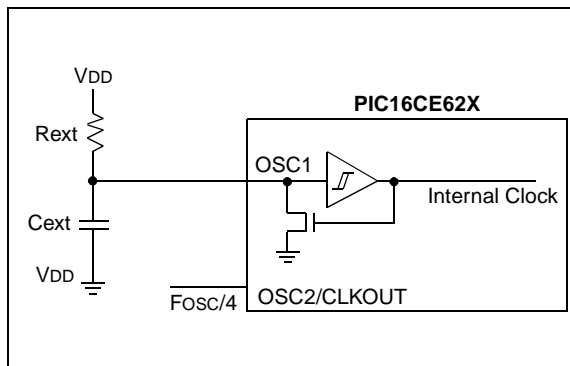 VDD
PIC16CE62X
Rext
OSC1
Internal Clock
Cext
VDD
FOSC/4
OSC2/CLKOUT